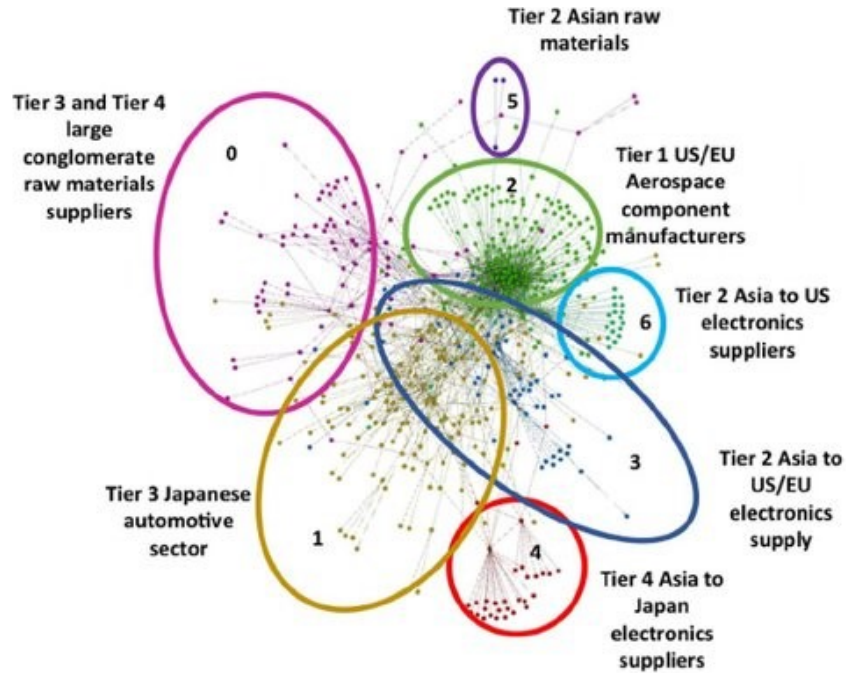 Tier 2 Asian raw
materials
5
Tier 3 and Tier 4
large
conglomerate
raw materials
suppliers
0
2
Tier 1 US/EU
Aerospace
component
manufacturers
6
Tier 2 Asia to US
electronics
suppliers
3
Tier 2 Asia to
US/EU
electronics
supply
Tier 3 Japanese
automotive
sector
1
4
Tier 4 Asia to
Japan
electronics
suppliers